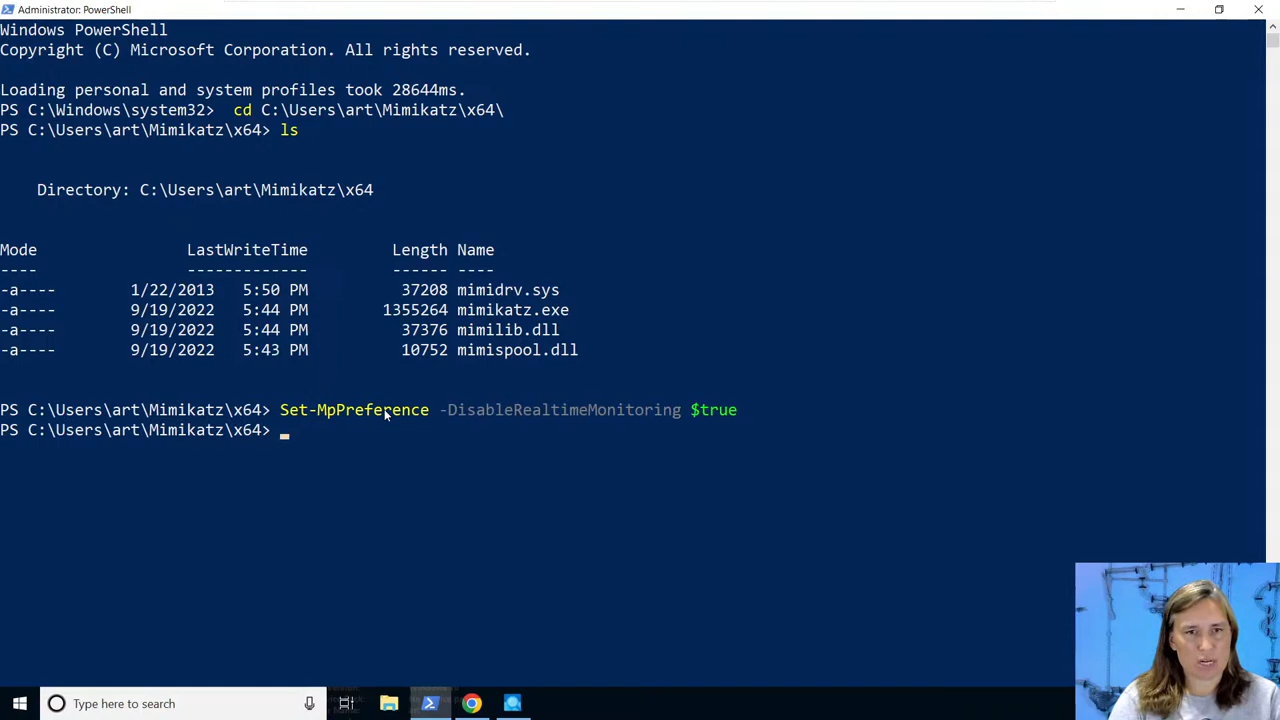 Administrator: PowerShell
Windows PowerShell
Copyright (C) Microsoft Corporation. All rights reserved.
Loading personal and system profiles took 28644ms.
PS C:\Windows\system32>  cd C:\Users\art\Mimikatz\x64\
PS C:\Users\art\Mimikatz\x64> ls
Directory: C:\Users\art\Mimikatz\x64
Mode                LastWriteTime         Length Name
----                -------------         ------ ----
-a----        1/22/2013   5:50 PM          37208 mimidrv.sys
-a----        9/19/2022   5:44 PM        1355264 mimikatz.exe
-a----        9/19/2022   5:44 PM          37376 mimilib.dll
-a----        9/19/2022   5:43 PM          10752 mimispool.dll
PS C:\Users\art\Mimikatz\x64> Set-MpPreference -DisableRealtimeMonitoring $true
PS C:\Users\art\Mimikatz\x64>
Type here to search